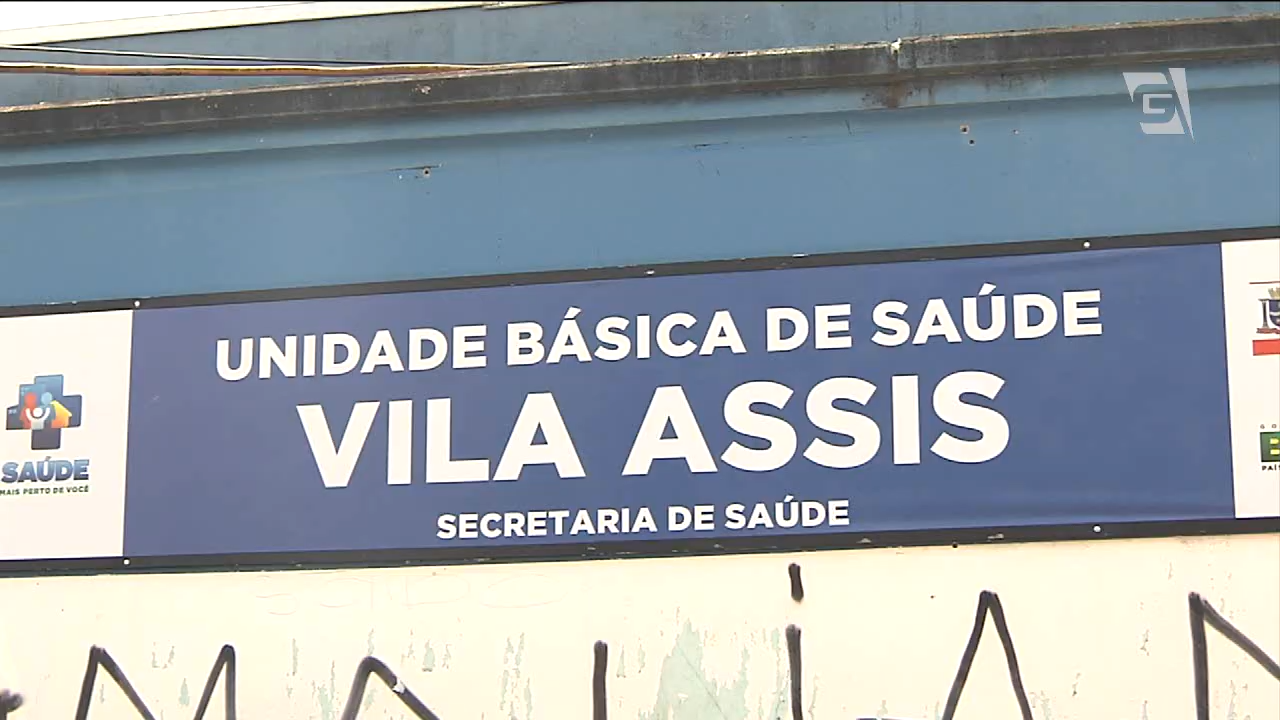 UNIDADE BÁSICA DE SAÚDE
VILA ASSIS
SECRETARIA DE SAÚDE
SAÚDE
MAIS PERTO DE VOCÊ